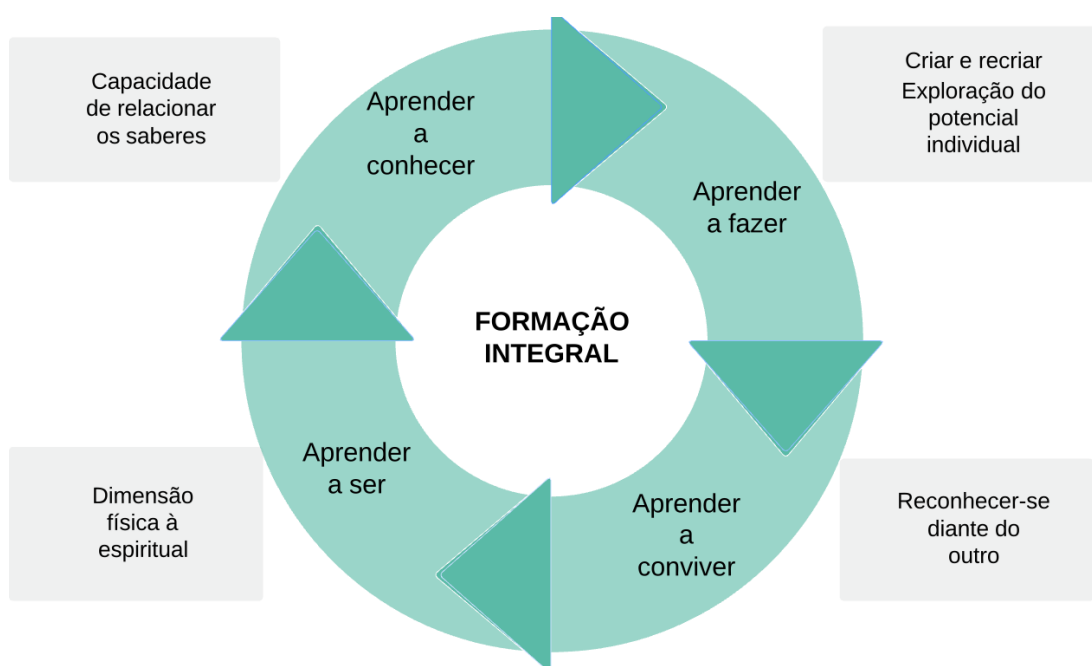 Capacidade
de relacionar
os saberes
Aprender
a
conhecer
Criar e recriar
Exploração do
potencial
individual
Aprender
a fazer
FORMAÇÃO
INTEGRAL
Dimensão
física à
espiritual
Aprender
a ser
Aprender
a
conviver
Reconhecer-se
diante do
outro